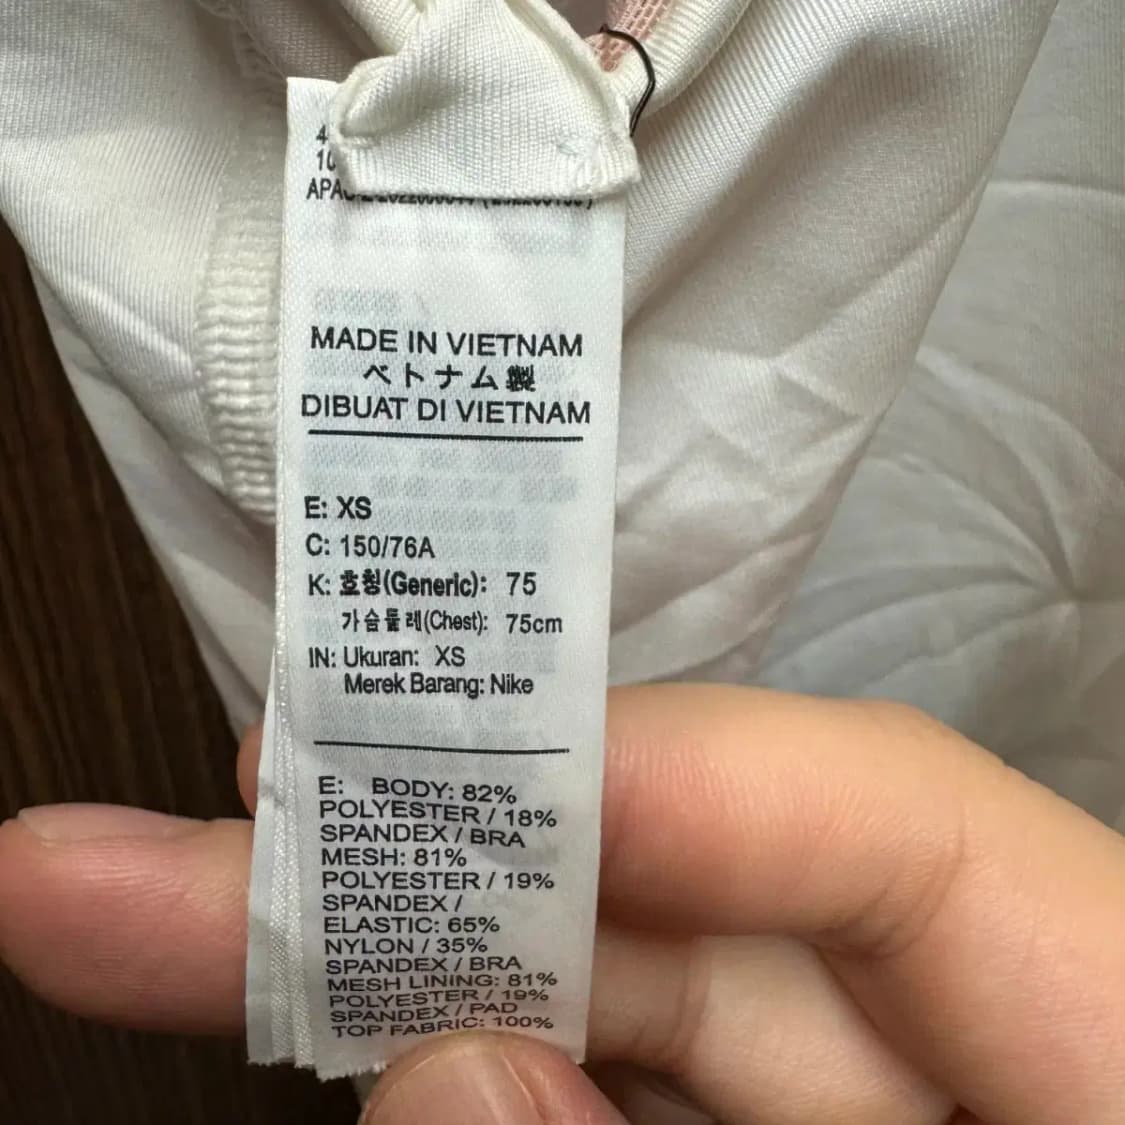 MADE IN VIETNAM
ベトナム製
DIBUAT DI VIETNAM
E: XS
C: 150/76A
K: 호칭(Generic): 75
가슴둘레(Chest): 75cm
IN: Ukuran: XS
Merek Barang: Nike
E: BODY: 82%
POLYESTER / 18%
SPANDEX / BRA
MESH: 81%
POLYESTER / 19%
SPANDEX /
ELASTIC: 65%
NYLON / 35%
SPANDEX / BRA
MESH LINING: 81%
POLYESTER / 19%
SPANDEX / PAD
TOP FABRIC: 100%